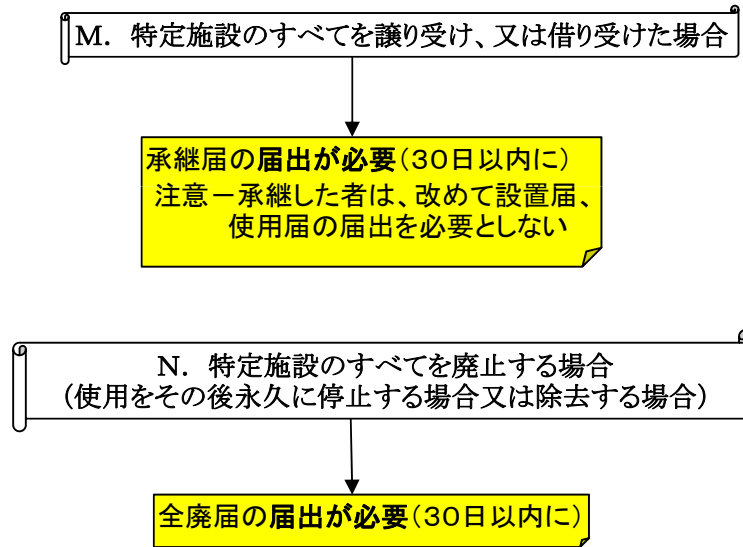 M．特定施設のすべてを譲り受け、又は借り受けた場合
承継届の届出が必要（30日以内に）
注意－承継した者は、改めて設置届、
使用届の届出を必要としない
N．特定施設のすべてを廃止する場合
（使用をその後永久に停止する場合又は除去する場合）
全廃届の届出が必要（30日以内に）